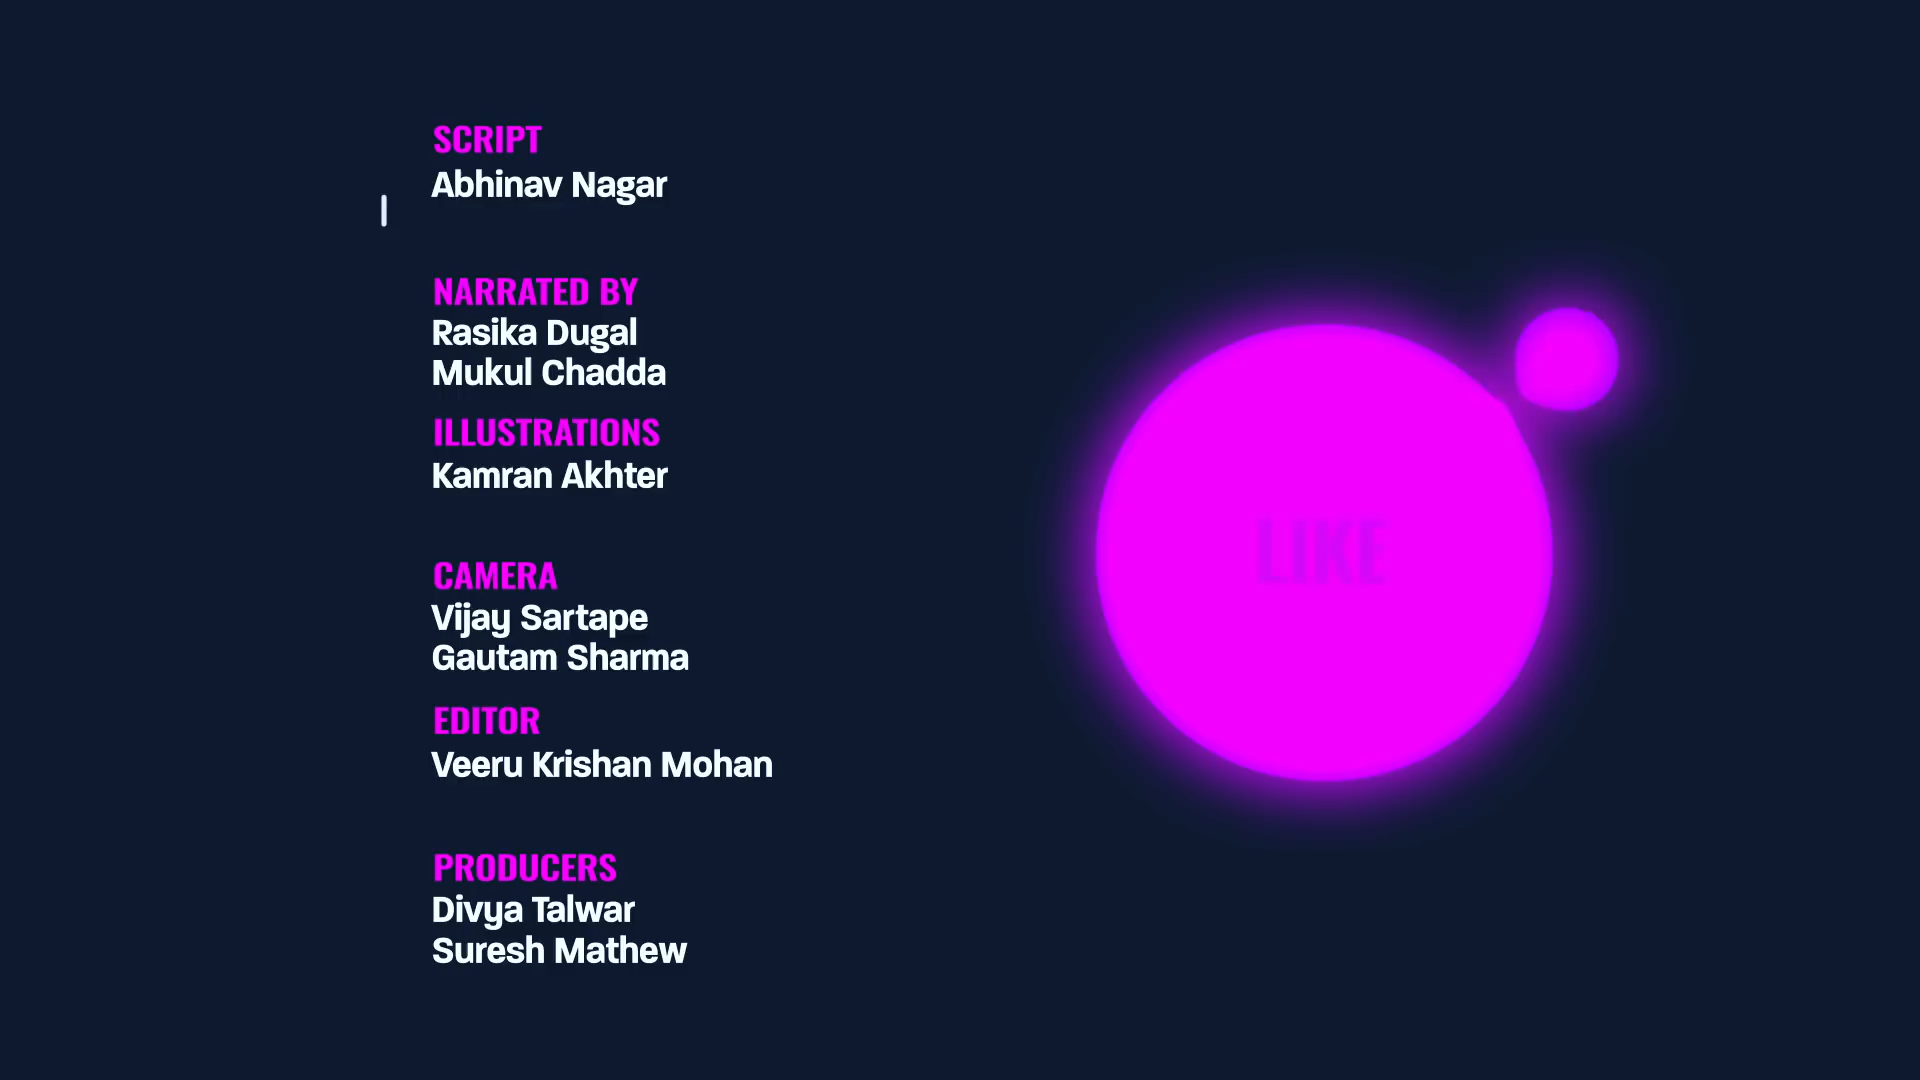 SCRIPT
Abhinav Nagar
NARRATED BY
Rasika Dugal
Mukul Chadda
ILLUSTRATIONS
Kamran Akhter
CAMERA
Vijay Sartape
Gautam Sharma
EDITOR
Veeru Krishan Mohan
PRODUCERS
Divya Talwar
Suresh Mathew
LIKE